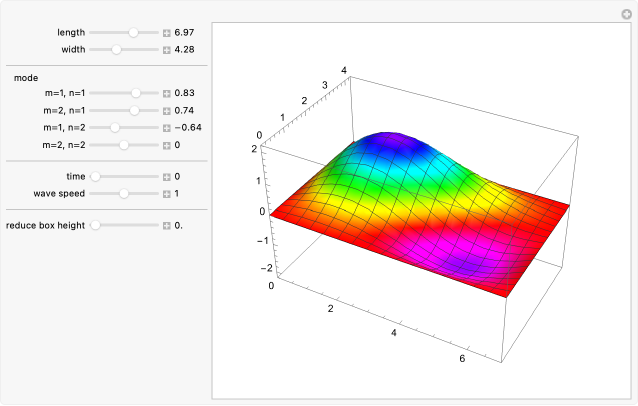 length 6.97
width 4.28
mode
m=1, n=1 0.83
m=2, n=1 0.74
m=1, n=2 −0.64
m=2, n=2 0
time 0
wave speed 1
reduce box height 0.
4
3
2
1
0
2
1
0
−1
−2
0
2
4
6